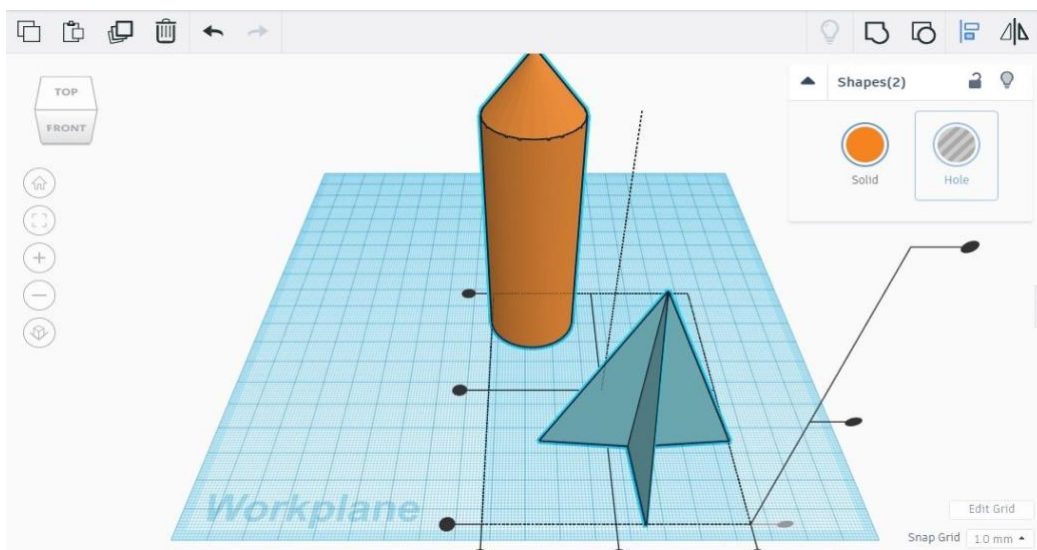 TOP
FRONT
Shapes(2)
Solid
Hole
Workplane
Edit Grid
Snap Grid 1.0 mm